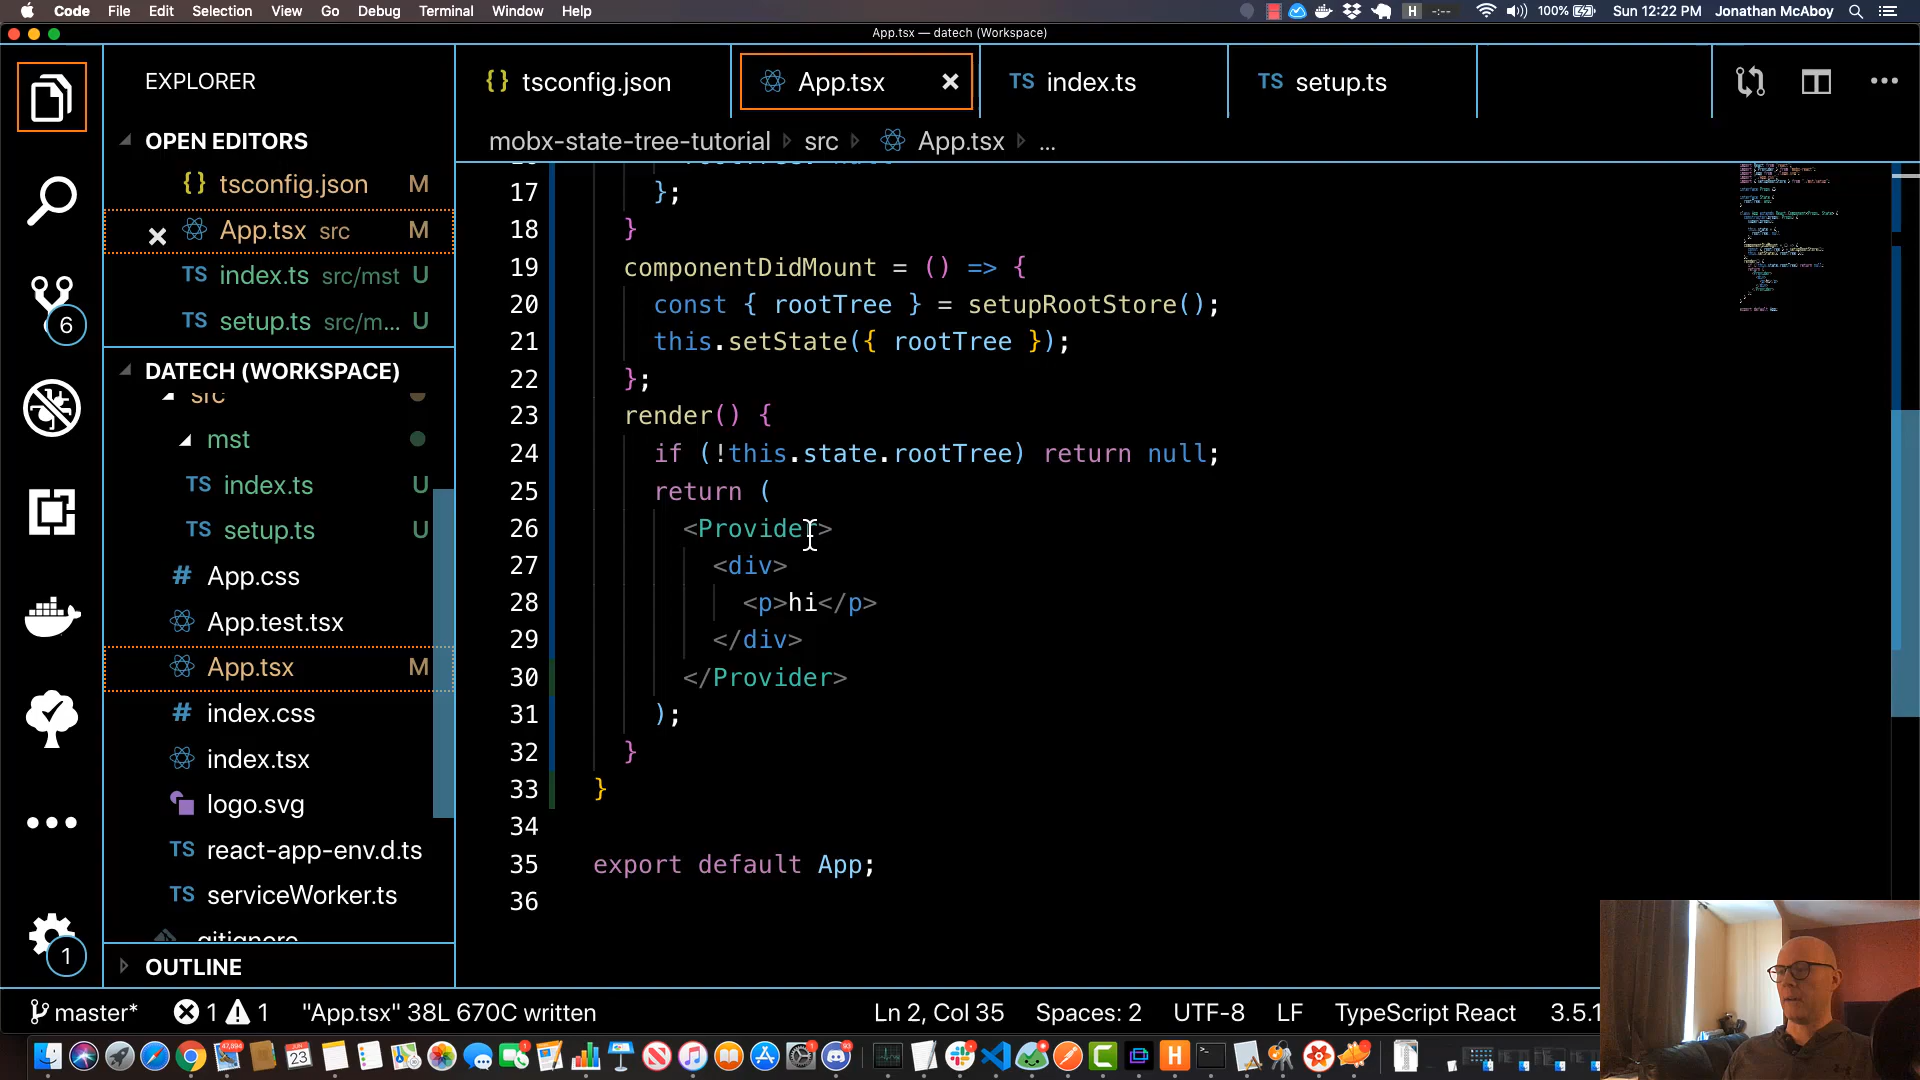 Code File Edit Selection View Go Debug Terminal Window Help 100% Sun 12:22 PM Jonathan McAboy
App.tsx — datech (Workspace)
EXPLORER
{} tsconfig.json
App.tsx
TS index.ts
TS setup.ts
OPEN EDITORS
mobx-state-tree-tutorial src App.tsx ...
{} tsconfig.json M
App.tsx src M
TS index.ts src/mst U
TS setup.ts src/m... U
6
DATECH (WORKSPACE)
src
mst
TS index.ts U
TS setup.ts U
# App.css
App.test.tsx
App.tsx M
# index.css
index.tsx
logo.svg
TS react-app-env.d.ts
TS serviceWorker.ts
.gitignore
1
OUTLINE
17 };
18 }
19 componentDidMount = () => {
20 const { rootTree } = setupRootStore();
21 this.setState({ rootTree });
22 };
23 render() {
24 if (!this.state.rootTree) return null;
25 return (
26 <Provider>
27 <div>
28 <p>hi</p>
29 </div>
30 </Provider>
31 );
32 }
33 }
34
35 export default App;
36
master* 1 1 "App.tsx" 38L 670C written Ln 2, Col 35 Spaces: 2 UTF-8 LF TypeScript React 3.5.1